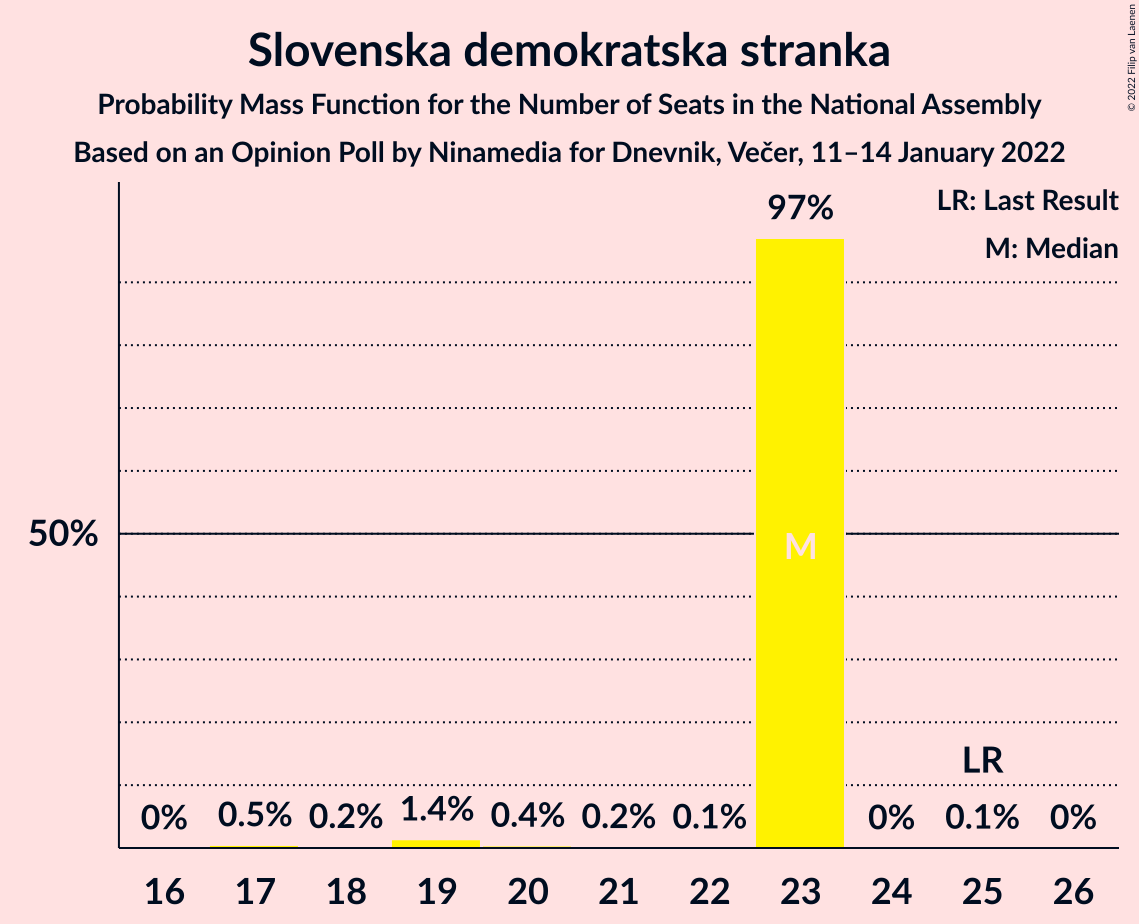 Slovenska demokratska stranka
Probability Mass Function for the Number of Seats in the National Assembly
Based on an Opinion Poll by Ninamedia for Dnevnik, Večer, 11–14 January 2022
© 2022 Filip van Laenen
LR: Last Result
M: Median
97%
50%
M
LR
0% 0.5% 0.2% 1.4% 0.4% 0.2% 0.1% 0% 0.1% 0%
16 17 18 19 20 21 22 23 24 25 26